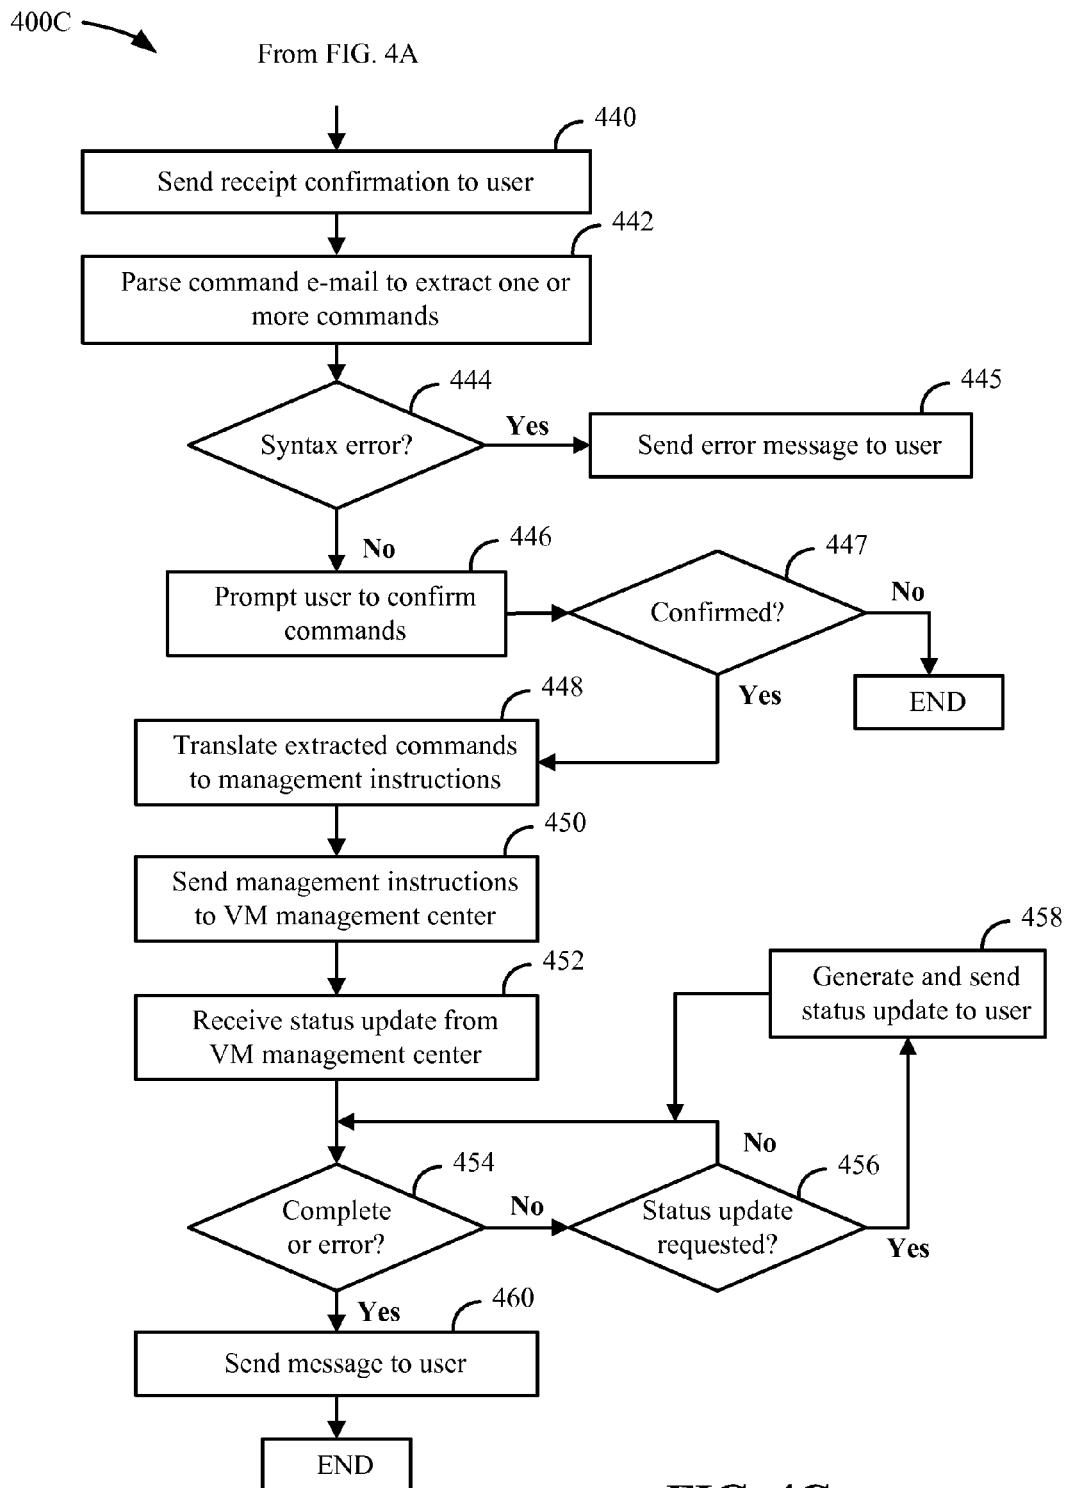 400C
From FIG. 4A
440
Send receipt confirmation to user
442
Parse command e-mail to extract one or
more commands
444
Syntax error?
Yes
445
Send error message to user
No
446
Prompt user to confirm
commands
447
Confirmed?
No
END
Yes
448
Translate extracted commands
to management instructions
450
Send management instructions
to VM management center
452
Receive status update from
VM management center
458
Generate and send
status update to user
454
Complete
or error?
No
456
Status update
requested?
No
Yes
Yes
460
Send message to user
END